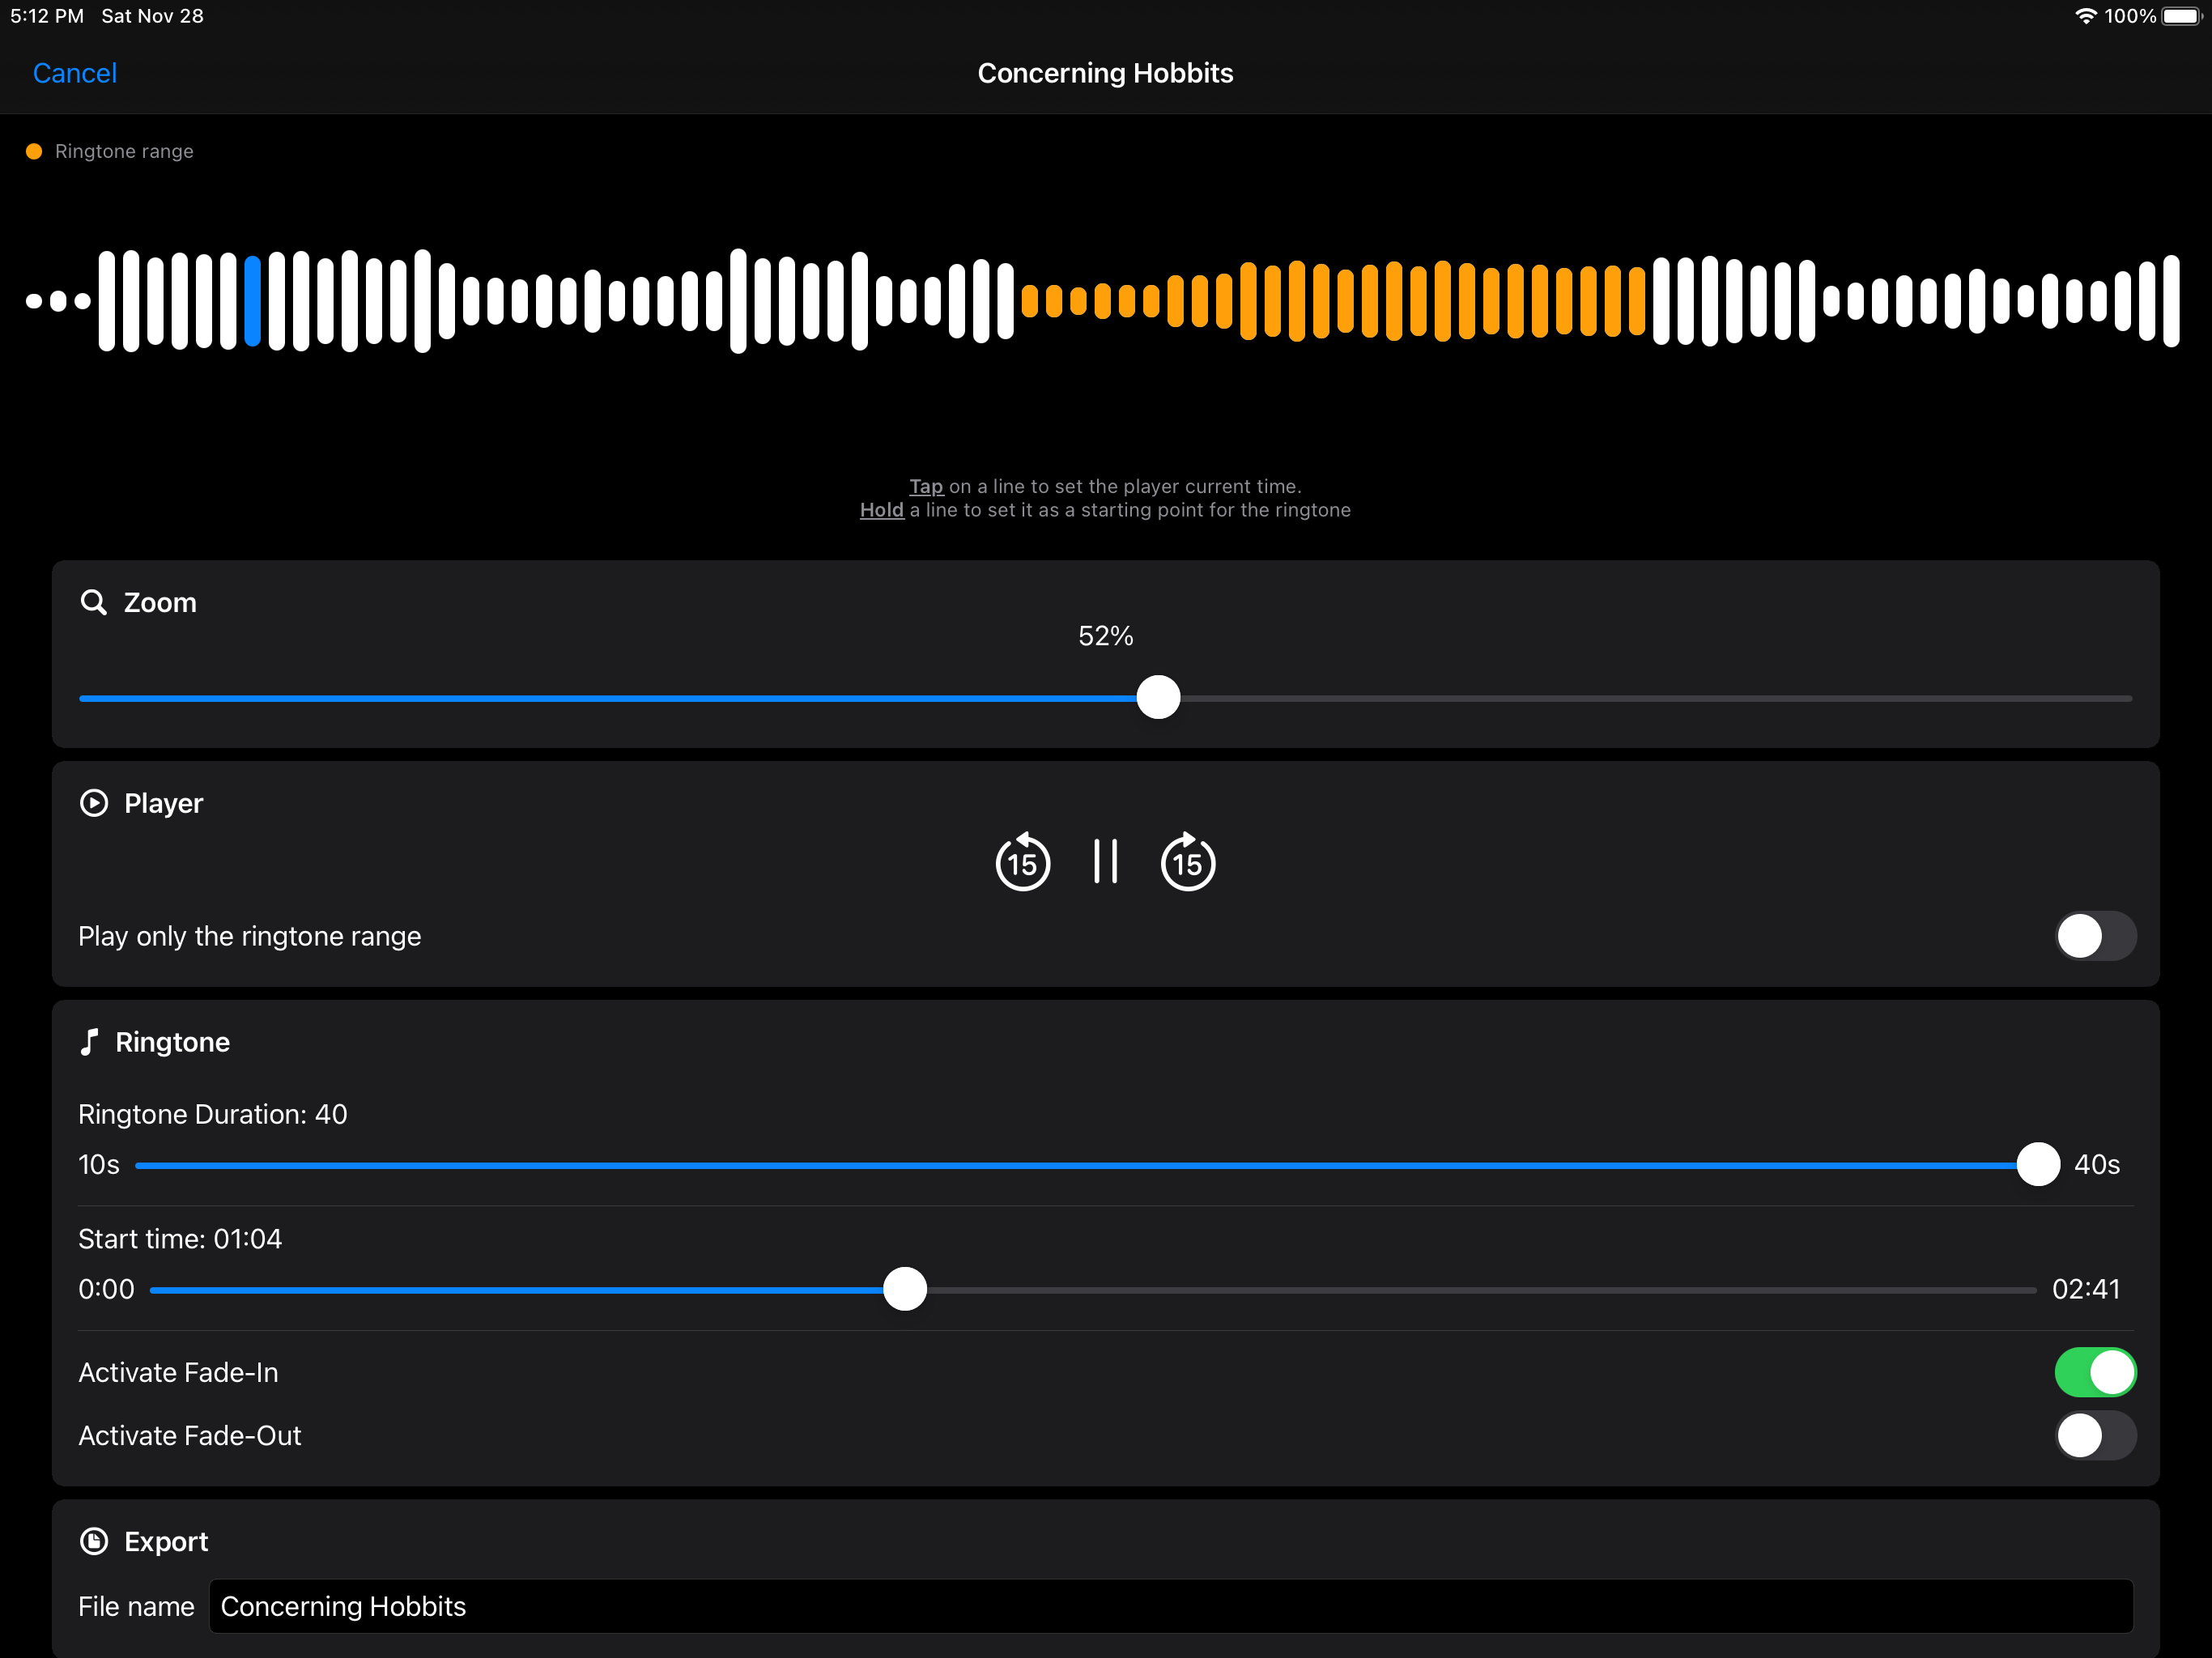 5:12 PM Sat Nov 28 100%
Cancel Concerning Hobbits
Ringtone range
Tap on a line to set the player current time.
Hold a line to set it as a starting point for the ringtone
Zoom
52%
Player
15 15
Play only the ringtone range
Ringtone
Ringtone Duration: 40
10s 40s
Start time: 01:04
0:00 02:41
Activate Fade-In
Activate Fade-Out
Export
File name Concerning Hobbits